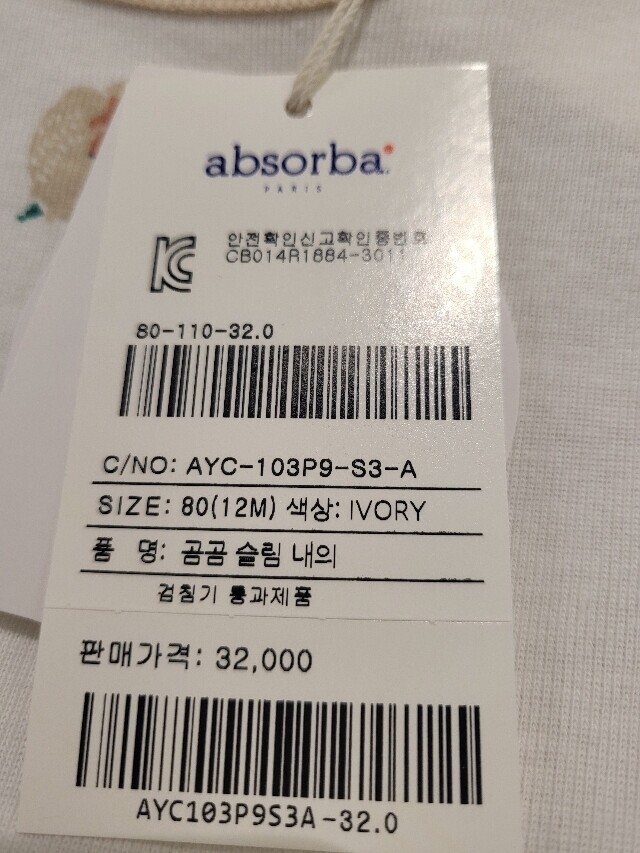 absorba
PARIS
안전확인신고확인증번호
CB014R1884-3011
80-110-32.0
C/NO: AYC-103P9-S3-A
SIZE: 80(12M) 색상: IVORY
품 명: 곰곰 슬림 내의
검침기 통과제품
판매가격: 32,000
AYC103P9S3A-32.0